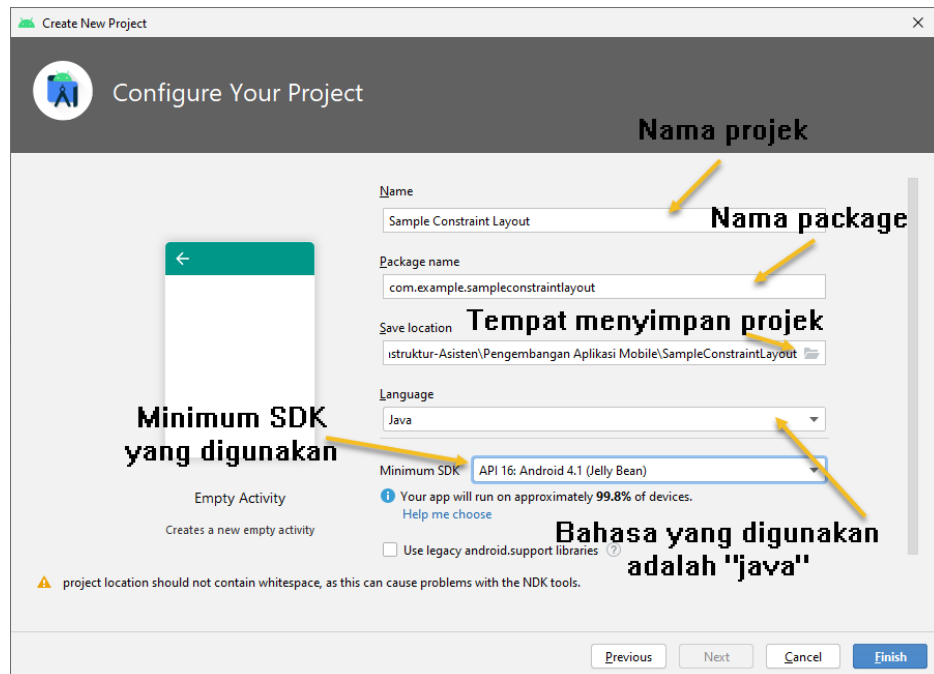 Create New Project
Configure Your Project
Nama projek
Name
Sample Constraint Layout
Nama package
Package name
com.example.sampleconstraintlayout
Tempat menyimpan projek
Save location
ıstruktur-Asisten\Pengembangan Aplikasi Mobile\SampleConstraintLayout
Language
Java
Minimum SDK
yang digunakan
Minimum SDK
API 16: Android 4.1 (Jelly Bean)
Empty Activity
Your app will run on approximately 99.8% of devices.
Help me choose
Creates a new empty activity
Bahasa yang digunakan
adalah "java"
Use legacy android.support libraries ?
project location should not contain whitespace, as this can cause problems with the NDK tools.
Previous
Next
Cancel
Finish